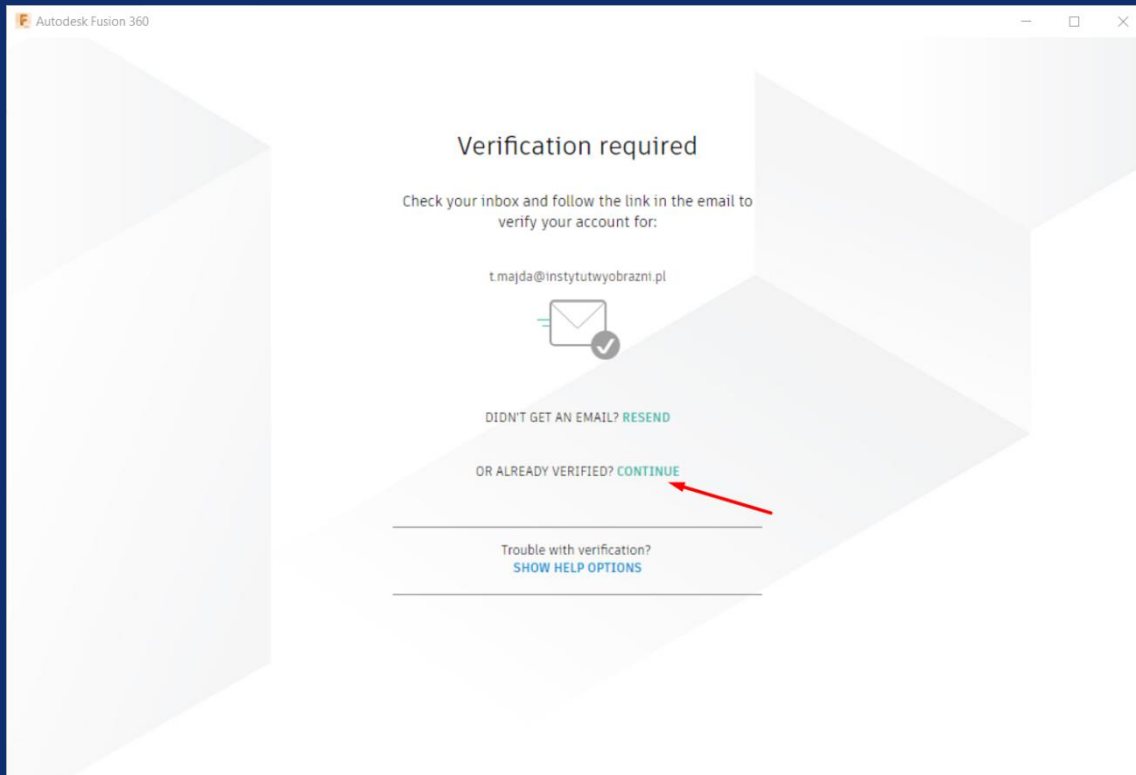 Autodesk Fusion 360
Verification required
Check your inbox and follow the link in the email to
verify your account for:
t.majda@instytutwyobrazni.pl
DIDN'T GET AN EMAIL? RESEND
OR ALREADY VERIFIED? CONTINUE
Trouble with verification?
SHOW HELP OPTIONS